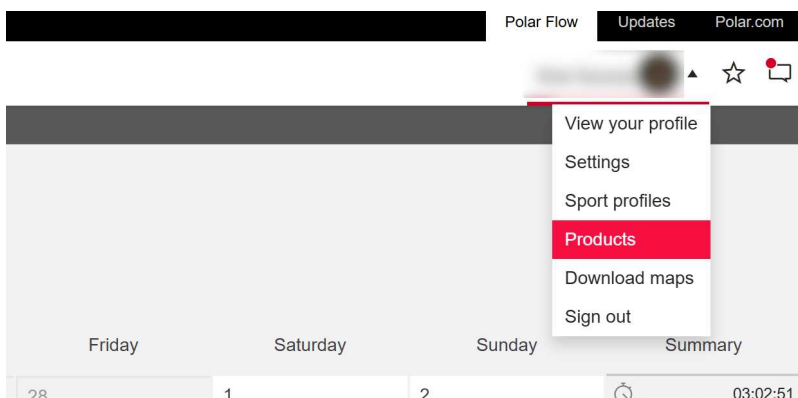 Polar Flow Updates Polar.com
View your profile
Settings
Sport profiles
Products
Download maps
Sign out
Friday Saturday Sunday Summary
28 1 2 03:02:51